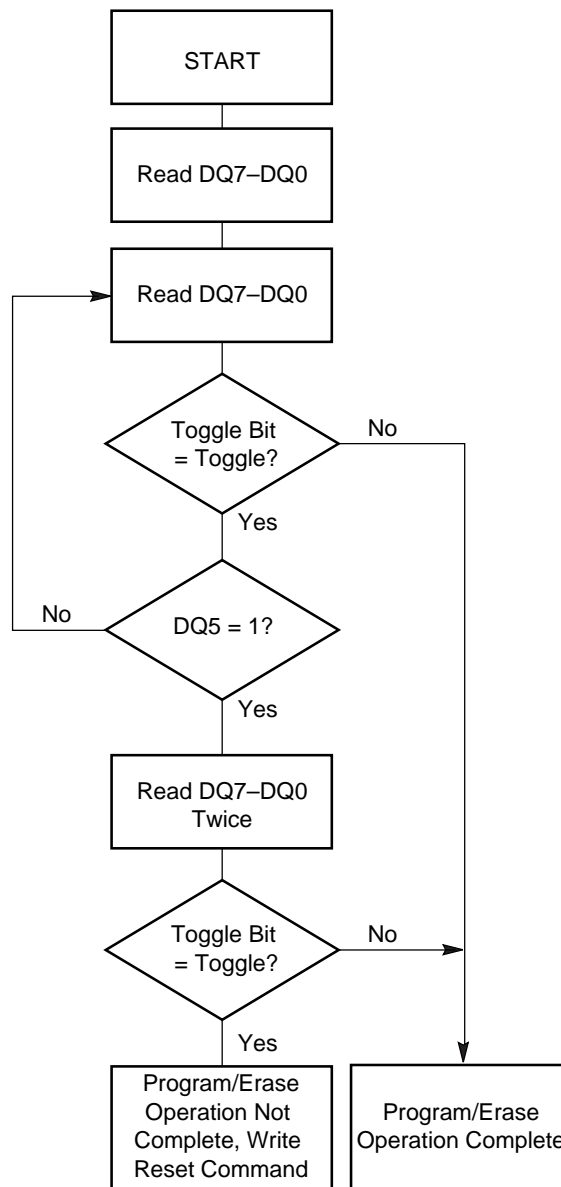 START
Read DQ7–DQ0
Read DQ7–DQ0
Toggle Bit
= Toggle?
No
Yes
No
DQ5 = 1?
Yes
Read DQ7–DQ0
Twice
Toggle Bit
= Toggle?
No
Yes
Program/Erase
Operation Not
Complete, Write
Reset Command
Program/Erase
Operation Complete